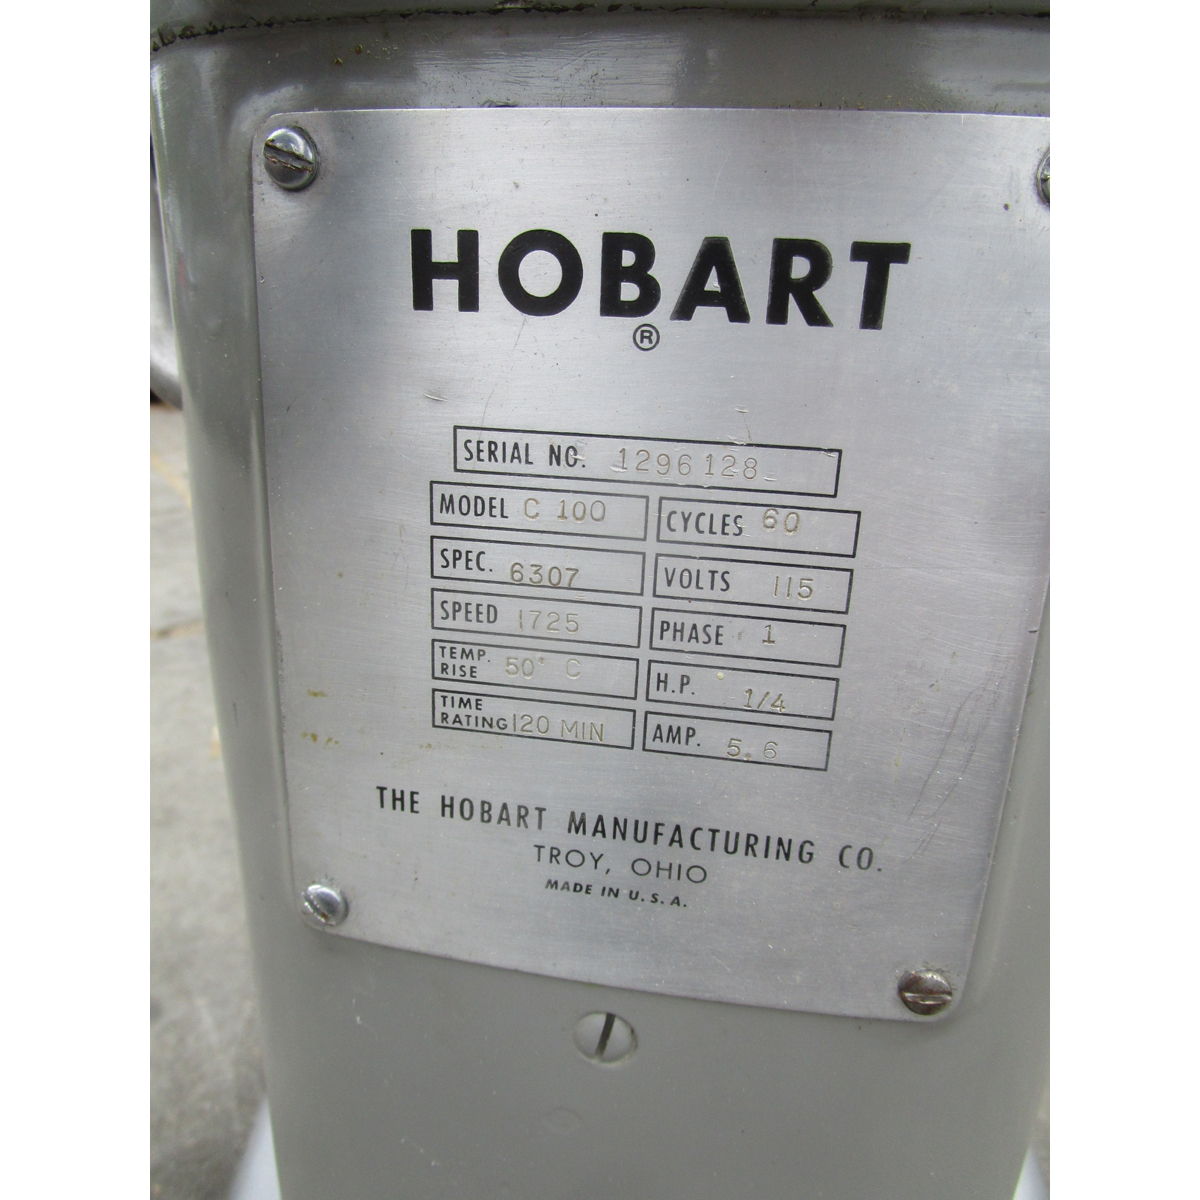 HOBART
®
SERIAL NO. 1296128
MODEL C 100 CYCLES 60
SPEC. 6307 VOLTS 115
SPEED 1725 PHASE 1
TEMP. RISE 50° C H.P. 1/4
TIME RATING 120 MIN AMP. 5.6
THE HOBART MANUFACTURING CO.
TROY, OHIO
MADE IN U.S.A.